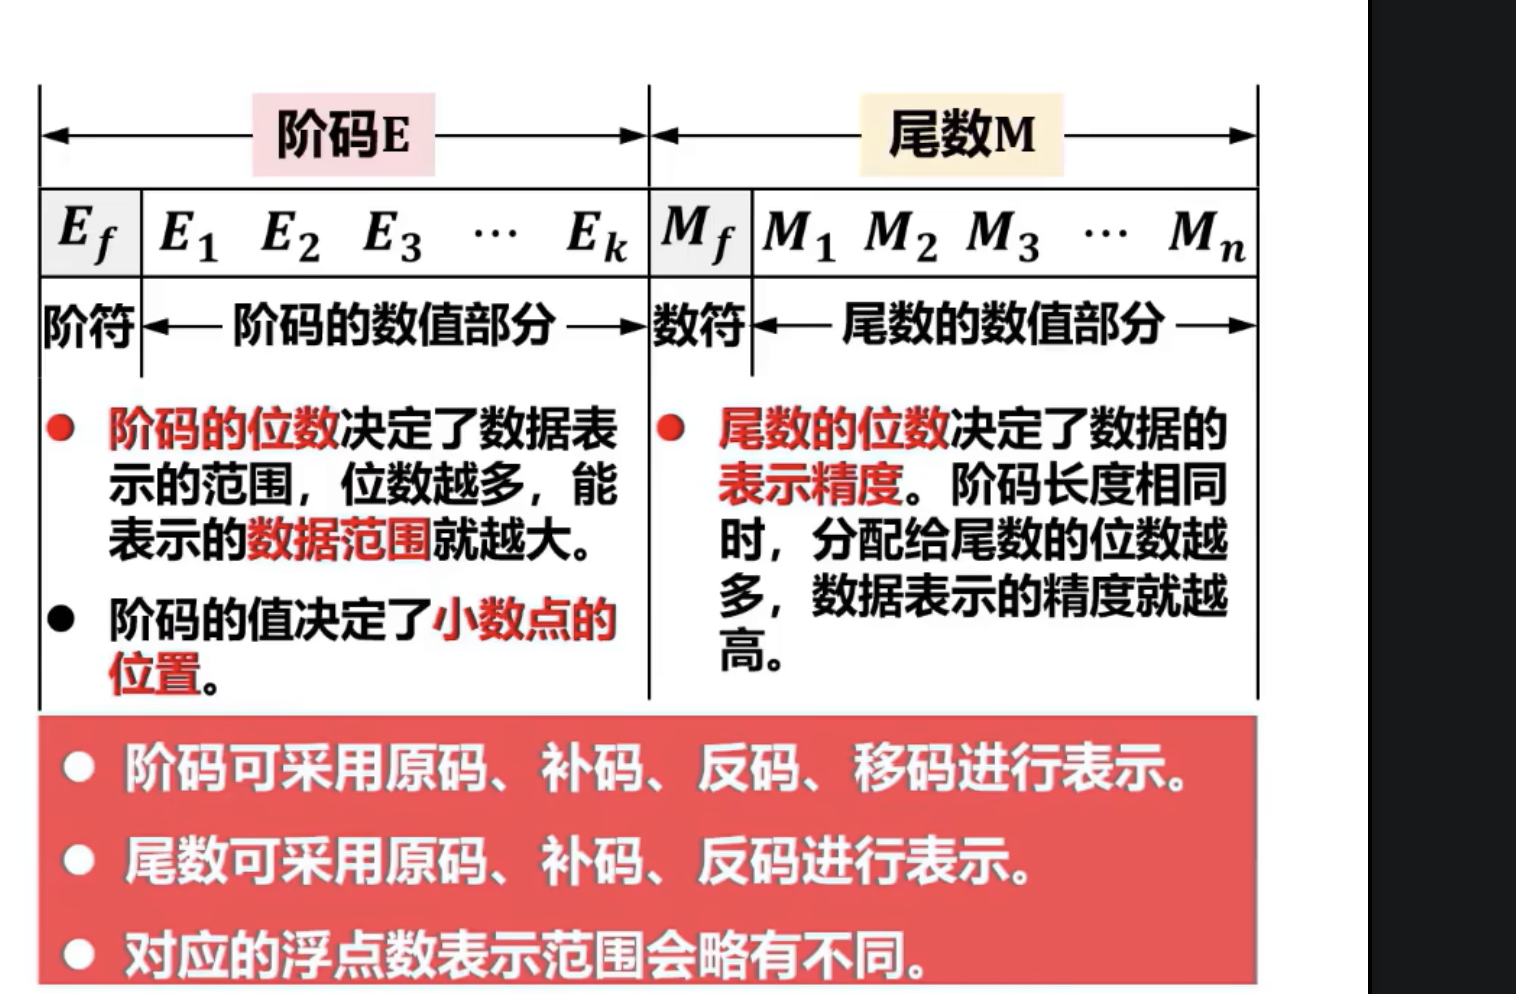 阶码E 尾数M
E_f E_1 E_2 E_3 … E_k M_f M_1 M_2 M_3 … M_n
阶符 阶码的数值部分 数符 尾数的数值部分
● 阶码的位数决定了数据表
示的范围，位数越多，能
表示的数据范围就越大。
● 阶码的值决定了小数点的
位置。
● 尾数的位数决定了数据的
表示精度。阶码长度相同
时，分配给尾数的位数越
多，数据表示的精度就越
高。
● 阶码可采用原码、补码、反码、移码进行表示。
● 尾数可采用原码、补码、反码进行表示。
● 对应的浮点数表示范围会略有不同。